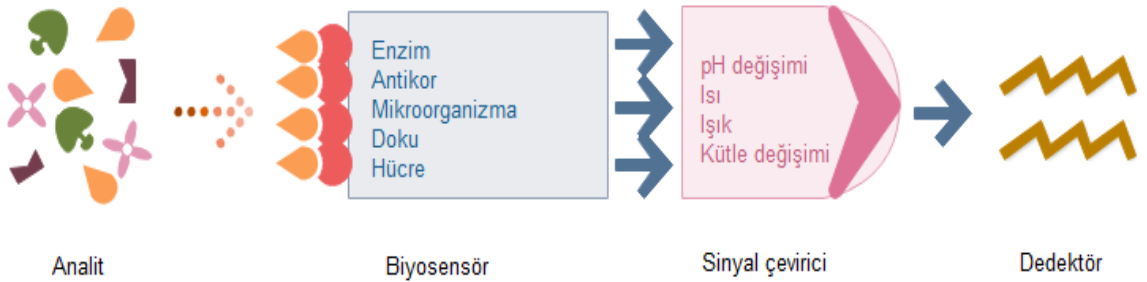 Enzim
Antikor
Mikroorganizma
Doku
Hücre
pH değişimi
Isı
Işık
Kütle değişimi
Analit
Biyosensör
Sinyal çevirici
Dedektör